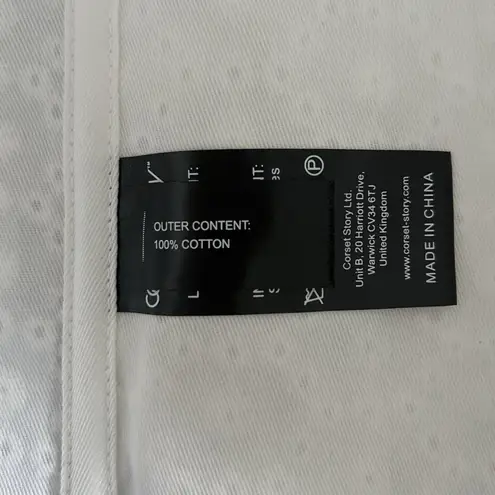 OUTER CONTENT:
100% COTTON
Corset Story Ltd.
Unit B. 20 Harriott Drive,
Warwick CV34 6TJ
United Kingdom
www.corset-story.com
MADE IN CHINA